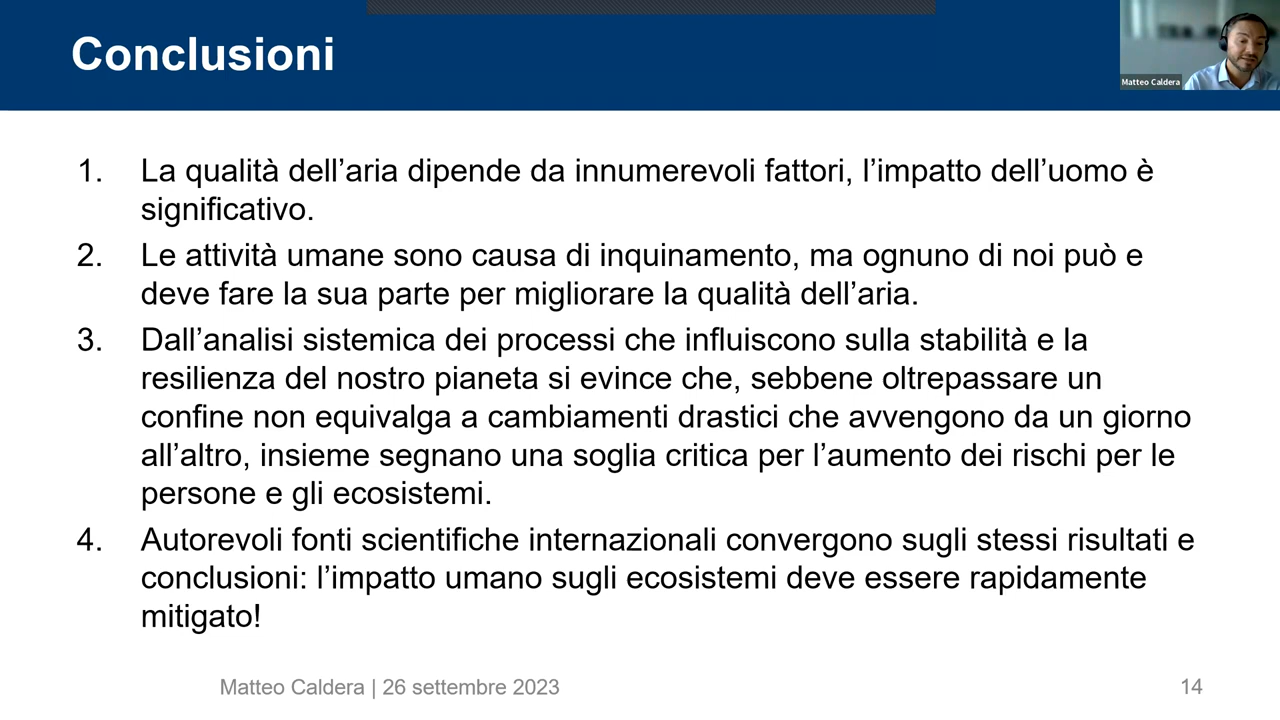 Conclusioni
Matteo Caldera
1. La qualità dell’aria dipende da innumerevoli fattori, l’impatto dell’uomo è
significativo.
2. Le attività umane sono causa di inquinamento, ma ognuno di noi può e
deve fare la sua parte per migliorare la qualità dell’aria.
3. Dall’analisi sistemica dei processi che influiscono sulla stabilità e la
resilienza del nostro pianeta si evince che, sebbene oltrepassare un
confine non equivalga a cambiamenti drastici che avvengono da un giorno
all’altro, insieme segnano una soglia critica per l’aumento dei rischi per le
persone e gli ecosistemi.
4. Autorevoli fonti scientifiche internazionali convergono sugli stessi risultati e
conclusioni: l’impatto umano sugli ecosistemi deve essere rapidamente
mitigato!
Matteo Caldera | 26 settembre 2023
14